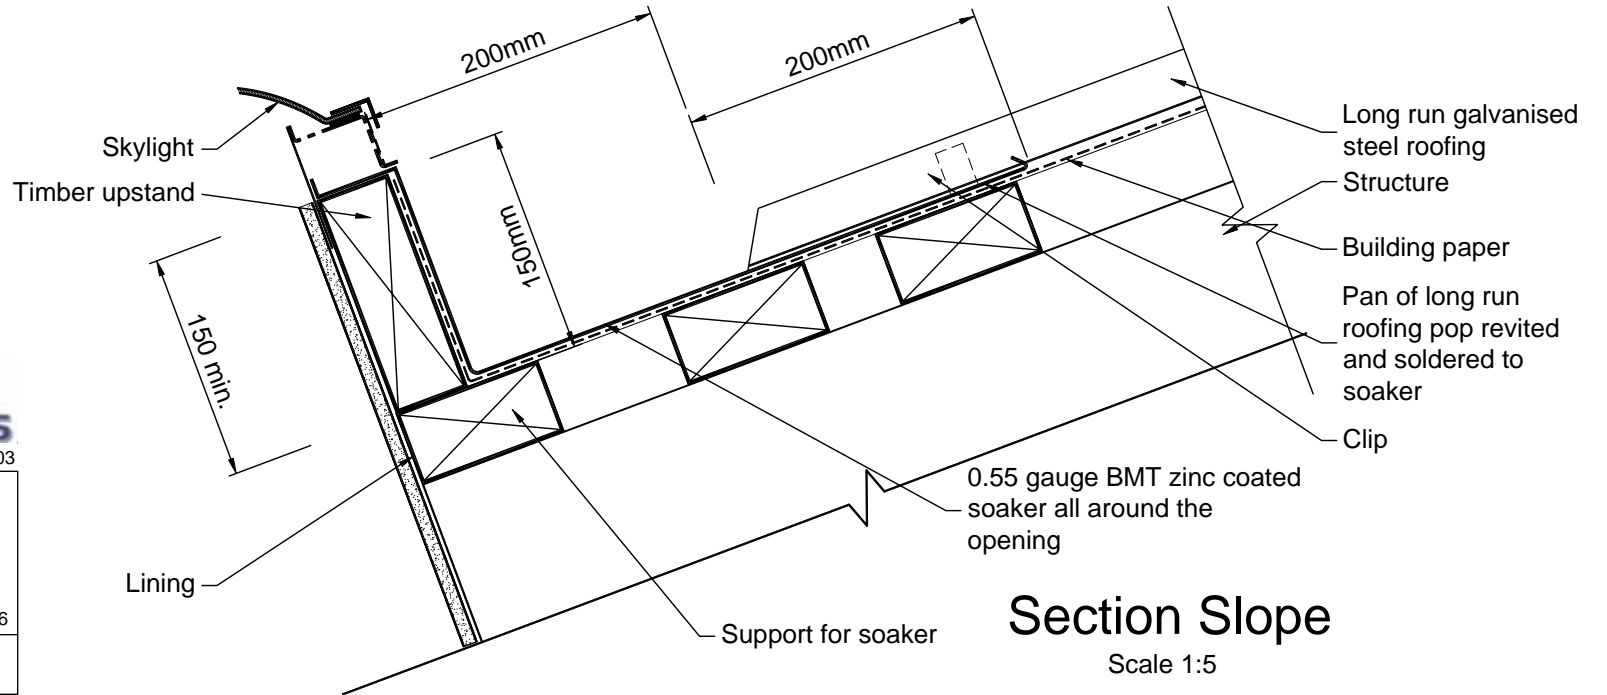 200mm
200mm
Skylight
Timber upstand
150mm
150 min.
Long run galvanised
steel roofing
Structure
Building paper
Pan of long run
roofing pop revited
and soldered to
soaker
Clip
0.55 gauge BMT zinc coated
soaker all around the
opening
Lining
Support for soaker
Section Slope
Scale 1:5